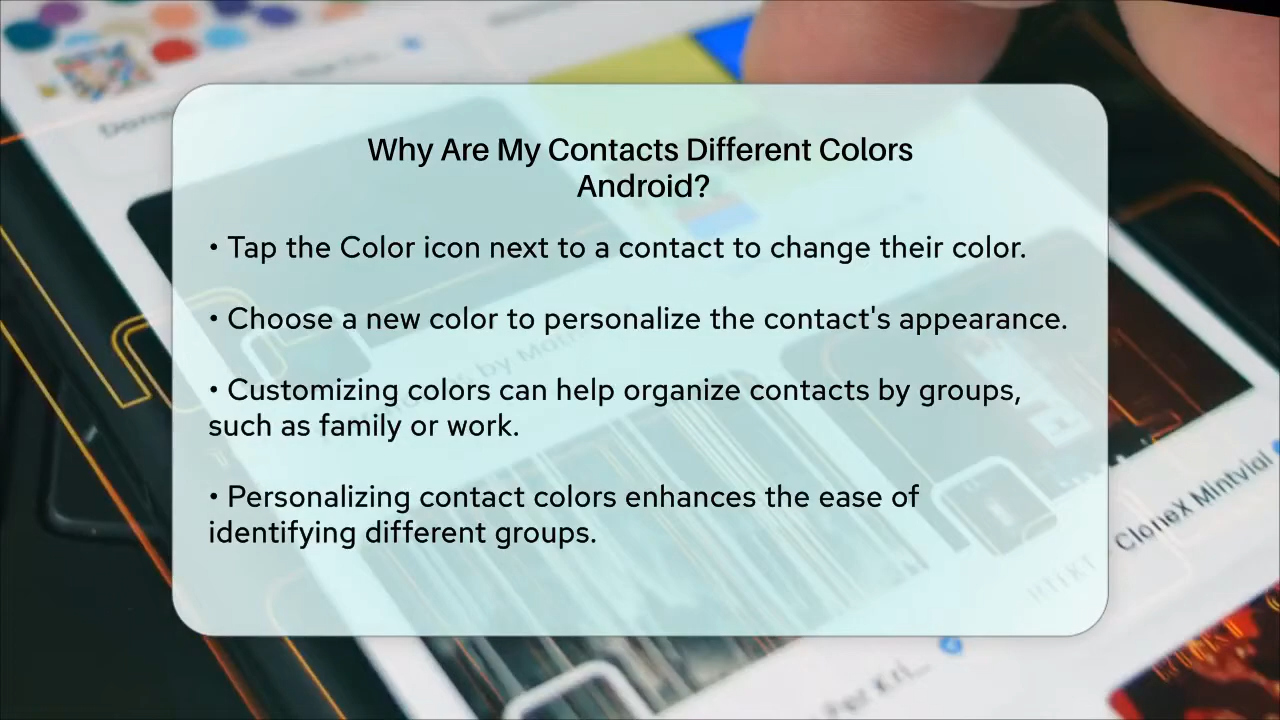 Why Are My Contacts Different Colors
Android?
• Tap the Color icon next to a contact to change their color.
• Choose a new color to personalize the contact's appearance.
• Customizing colors can help organize contacts by groups,
such as family or work.
• Personalizing contact colors enhances the ease of
identifying different groups.
CloneX Mintvial